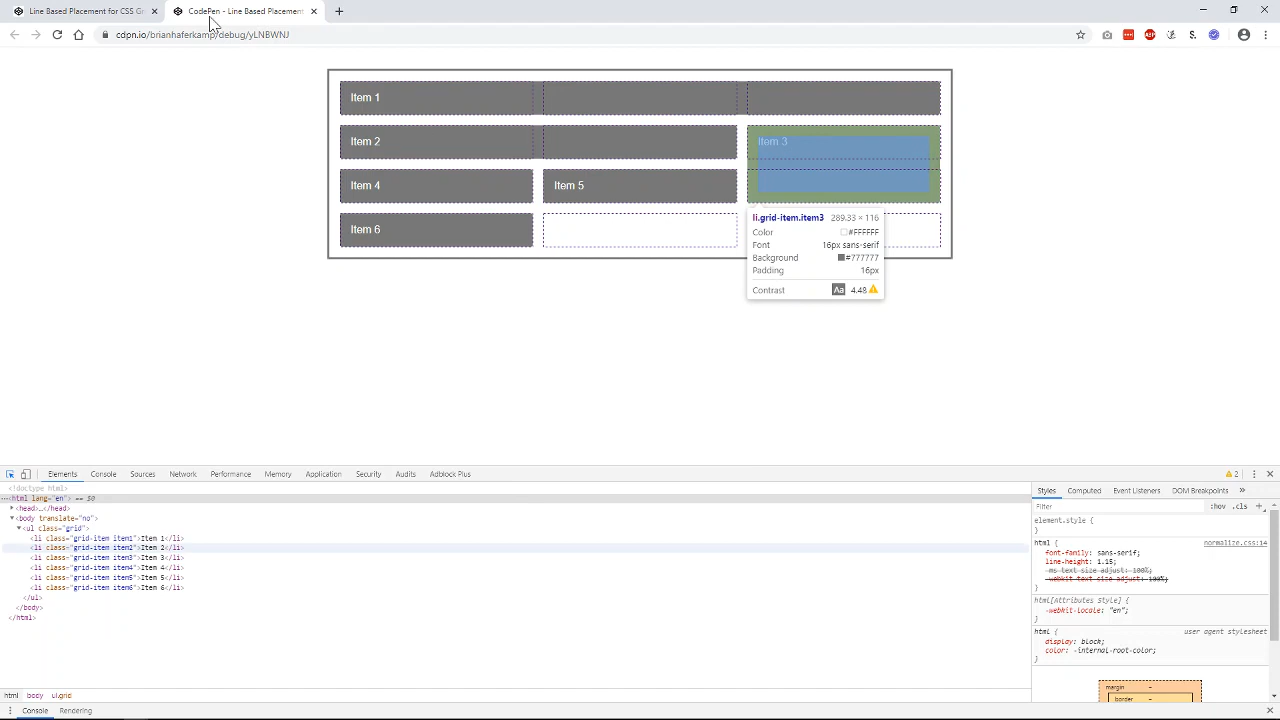 Line Based Placement for CSS Gri
CodePen - Line Based Placement
cdpn.io/brianhaferkamp/debug/yLNBWNJ
Item 1
Item 2
Item 3
Item 4
Item 5
Item 6
li.grid-item.item3 289.33 × 116
Color #FFFFFF
Font 16px sans-serif
Background #777777
Padding 16px
Contrast Aa 4.48
Elements Console Sources Network Performance Memory Application Security Audits Adblock Plus 2
<!doctype html>
<html lang="en"> == $0
<head>…</head>
<body translate="no">
<ul class="grid">
<li class="grid-item item1">Item 1</li>
<li class="grid-item item2">Item 2</li>
<li class="grid-item item3">Item 3</li>
<li class="grid-item item4">Item 4</li>
<li class="grid-item item5">Item 5</li>
<li class="grid-item item6">Item 6</li>
</ul>
</body>
</html>
Styles Computed Event Listeners DOM Breakpoints »
Filter :hov .cls +
element.style {
}
html { normalize.css:14
font-family: sans-serif;
line-height: 1.15;
-ms-text-size-adjust: 100%;
-webkit-text-size-adjust: 100%;
}
html[Attributes Style] {
-webkit-locale: "en";
}
html { user agent stylesheet
display: block;
color: -internal-root-color;
}
margin -
border -
html body ul.grid
Console Rendering